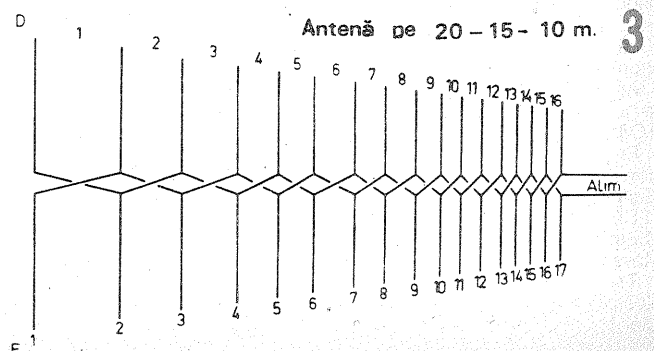 Antenă pe 20-15-10 m. 3
D
1 2 3 4 5 6 7 8 9 10 11 12 13 14 15 16
Alim
1 2 3 4 5 6 7 8 9 10 11 12 13 14 15 16 17